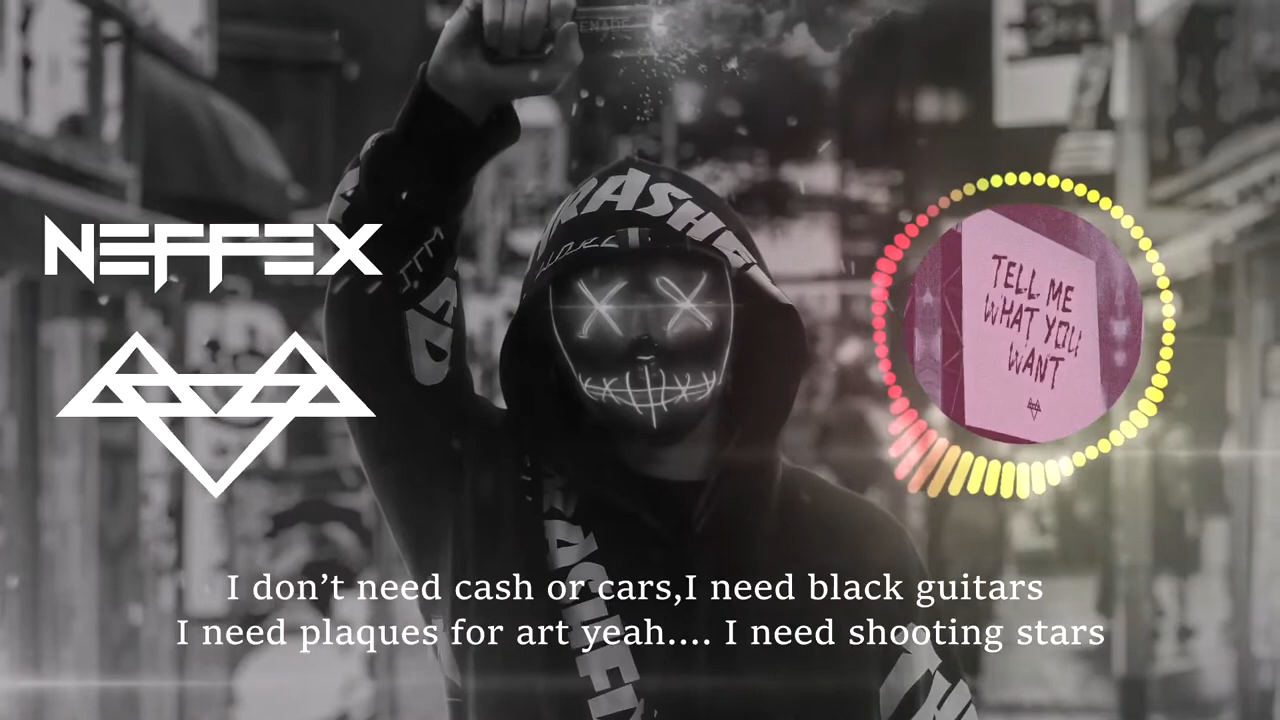 THRASHER
NEFFEX
TELL ME
WHAT YOU
WANT
I don’t need cash or cars,I need black guitars
I need plaques for art yeah.... I need shooting stars